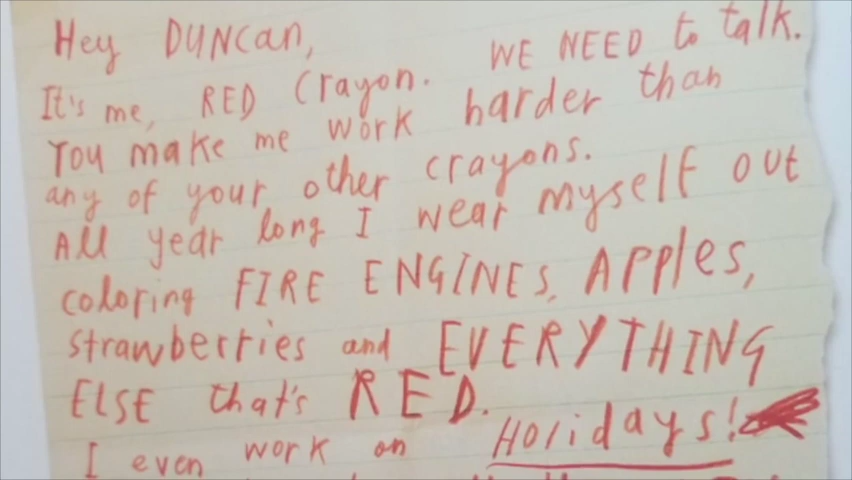 Hey DUNCan,
It's me, RED Crayon. WE NEED to talk.
You make me work harder than
any of your other crayons.
All year long I wear myself out
coloring FIRE ENGINES, APPles,
strawberries and EVERYTHING
ELSE that's RED.
I even work on Holidays!